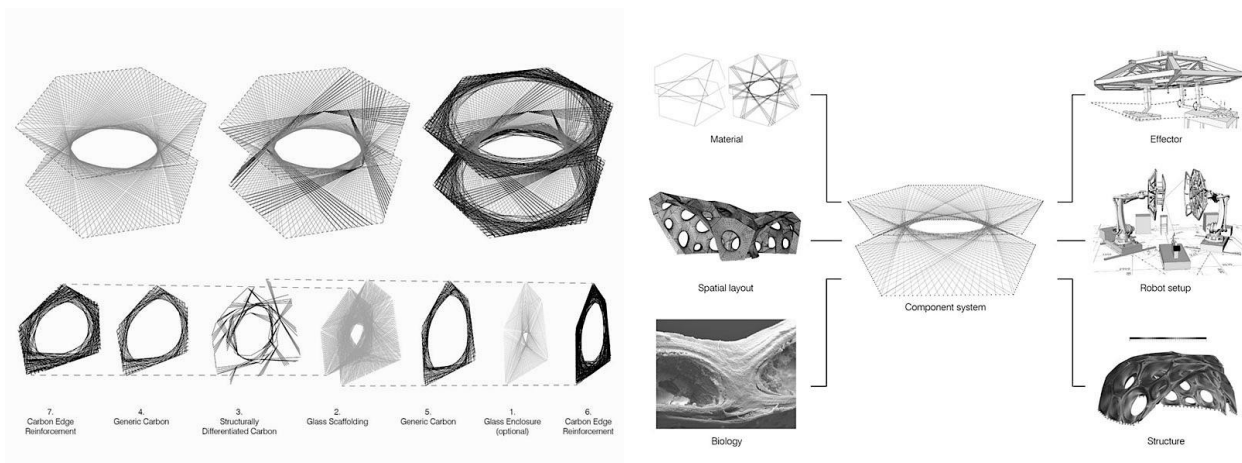 7.
Carbon Edge
Reinforcement
4.
Generic Carbon
3.
Structurally
Differentiated Carbon
2.
Glass Scaffolding
5.
Generic Carbon
1.
Glass Enclosure
(optional)
6.
Carbon Edge
Reinforcement
Material
Spatial layout
Biology
Component system
Effector
Robot setup
Structure